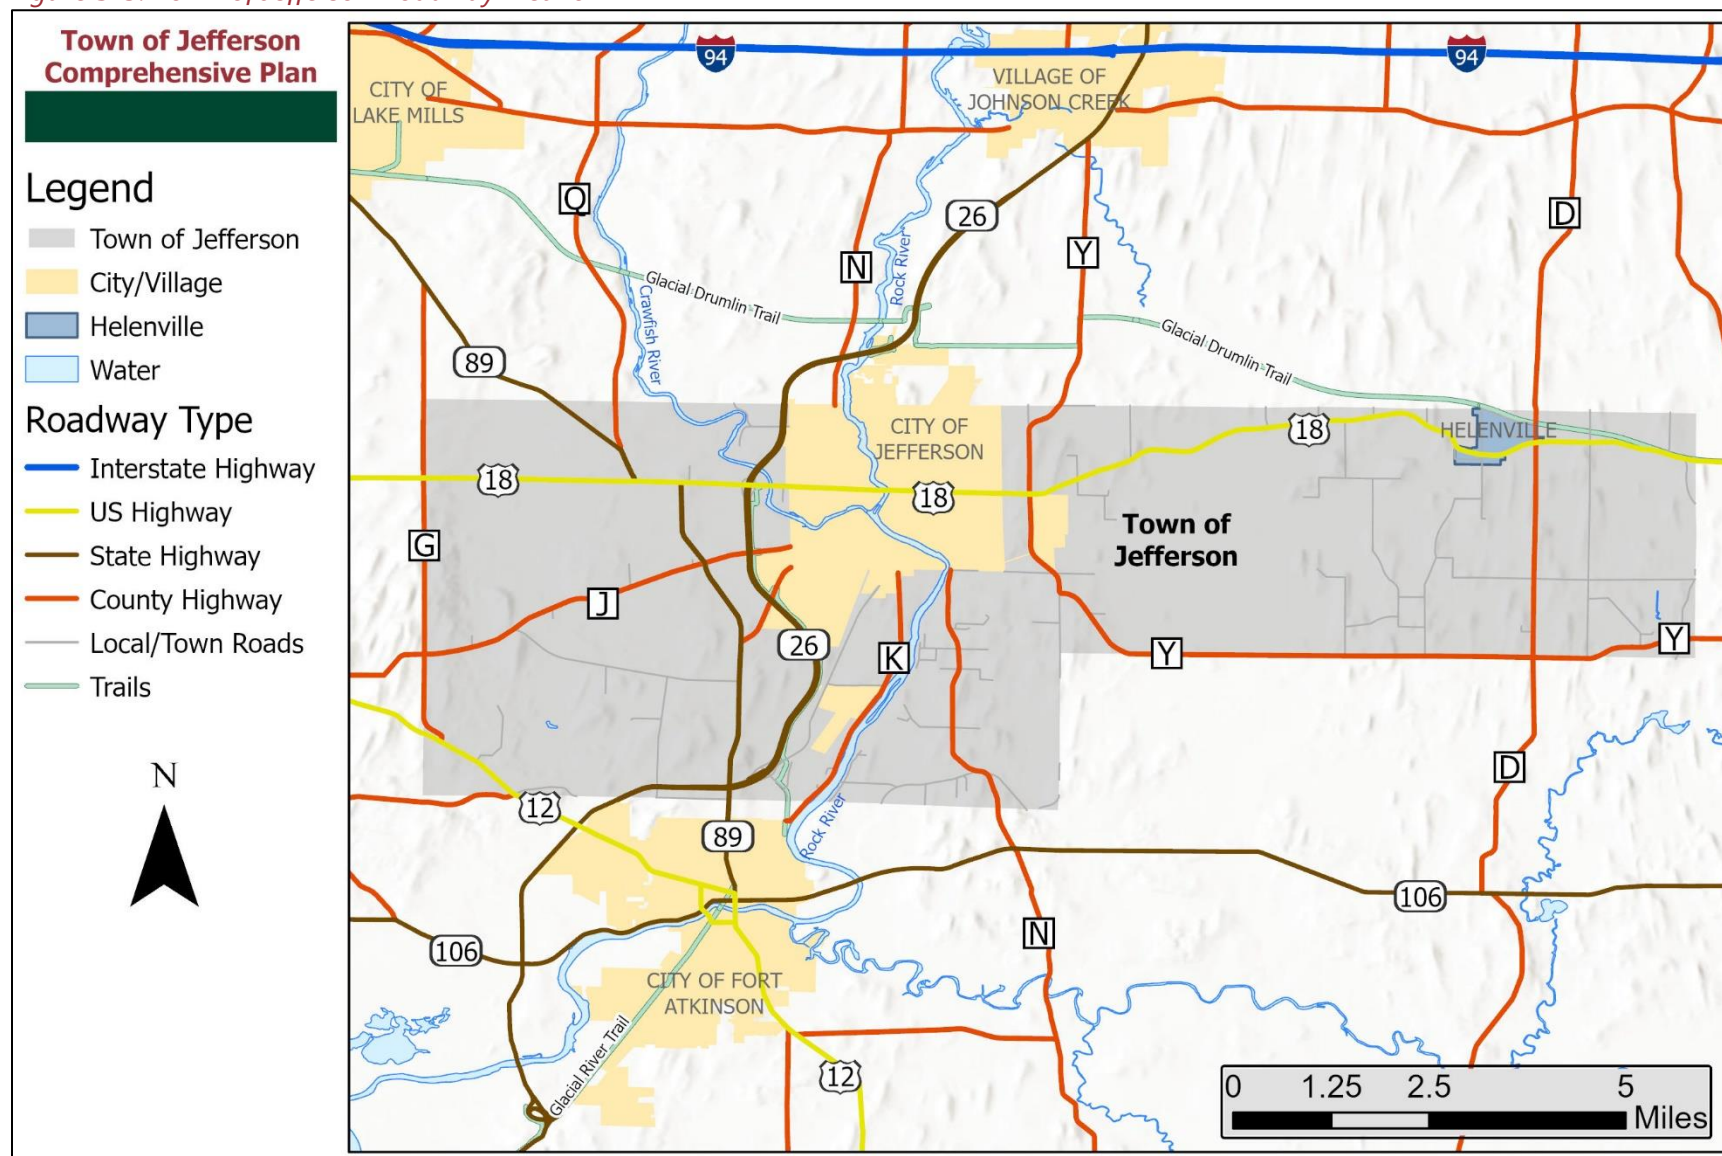 Town of Jefferson
Comprehensive Plan
Legend
Town of Jefferson
City/Village
Helenville
Water
Roadway Type
Interstate Highway
US Highway
State Highway
County Highway
Local/Town Roads
Trails
N
94
94
CITY OF
LAKE MILLS
VILLAGE OF
JOHNSON CREEK
Q
26
D
N
Y
Rock River
Crawfish River
Glacial Drumlin Trail
Glacial Drumlin Trail
89
CITY OF
JEFFERSON
18
HELENVILLE
18
18
G
Town of
Jefferson
J
26
K
Y
Y
D
12
Rock River
89
106
106
N
CITY OF FORT
ATKINSON
Glacial River Trail
12
0 1.25 2.5 5
Miles